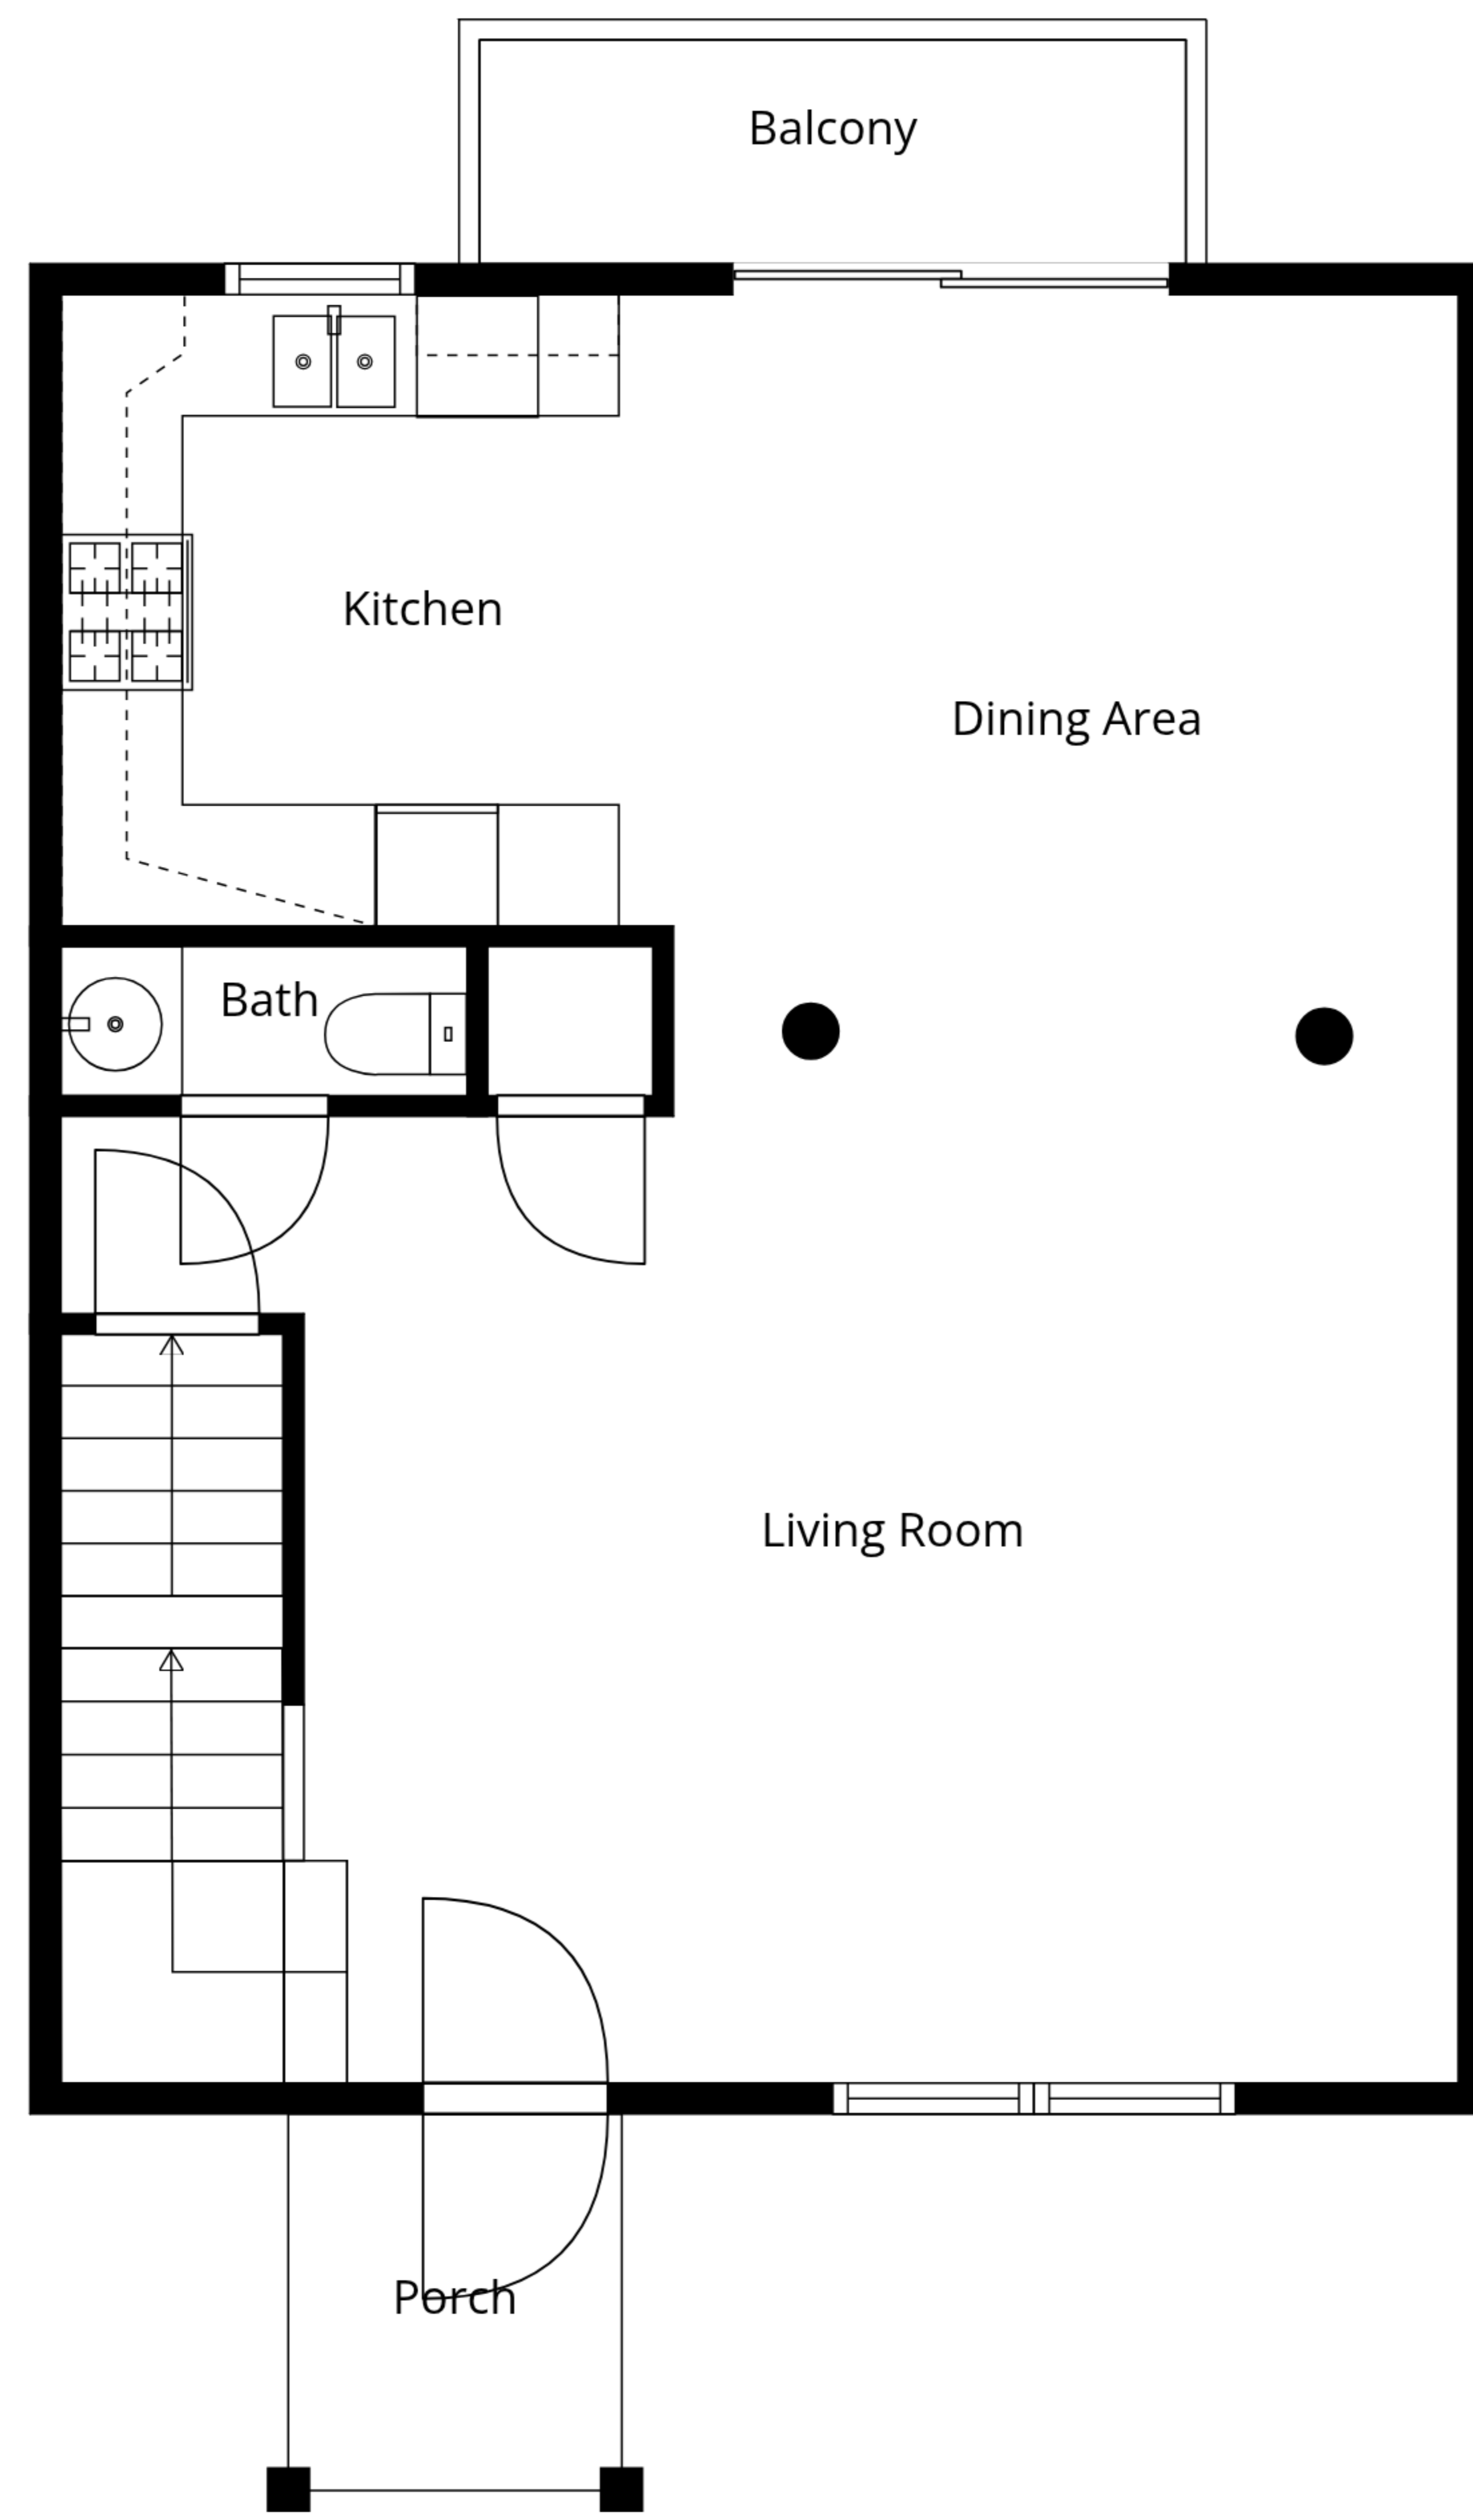 Balcony
Kitchen
Dining Area
Bath
Living Room
Porch